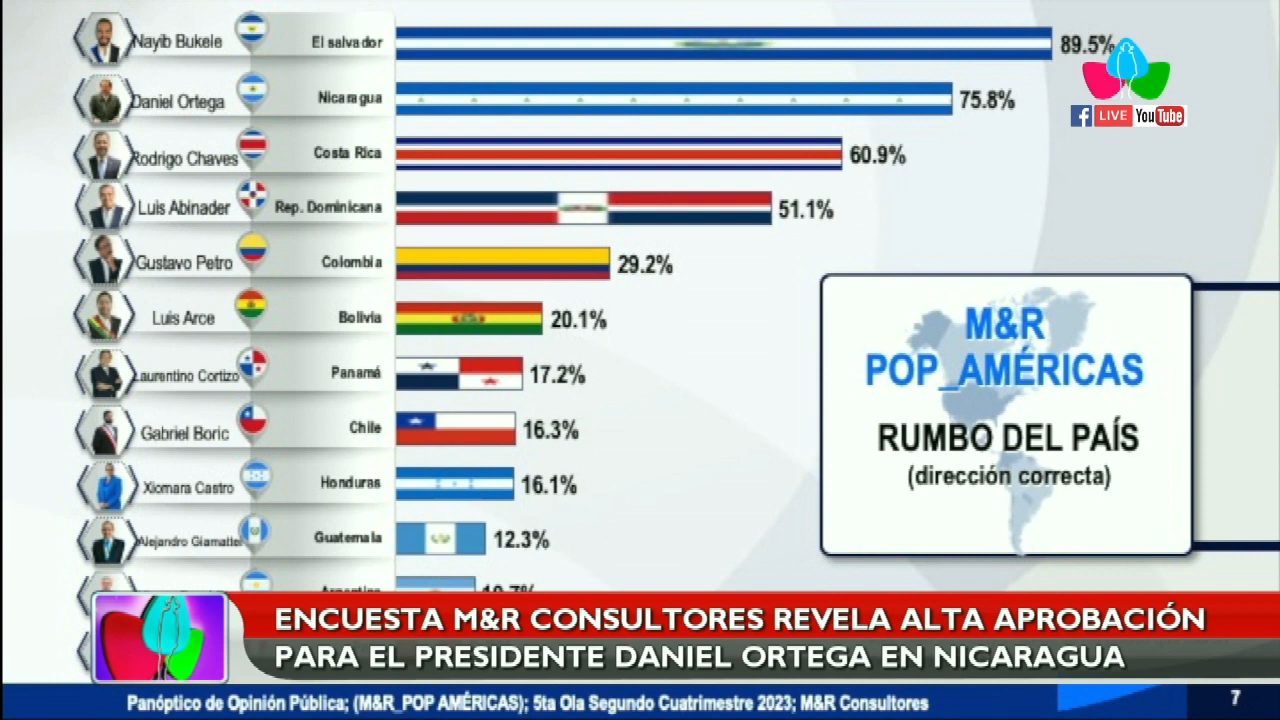 Nayib Bukele El salvador 89.5%
Daniel Ortega Nicaragua 75.8%
LIVE YouTube
Rodrigo Chaves Costa Rica 60.9%
Luis Abinader Rep. Dominicana 51.1%
Gustavo Petro Colombia 29.2%
Luis Arce Bolivia 20.1%
M&R
POP_AMÉRICAS
Laurentino Cortizo Panamá 17.2%
Gabriel Boric Chile 16.3%
RUMBO DEL PAÍS
(dirección correcta)
Xiomara Castro Honduras 16.1%
Alejandro Giamattei Guatemala 12.3%
ENCUESTA M&R CONSULTORES REVELA ALTA APROBACIÓN
PARA EL PRESIDENTE DANIEL ORTEGA EN NICARAGUA
Panóptico de Opinión Pública; (M&R_POP AMÉRICAS); 5ta Ola Segundo Cuatrimestre 2023; M&R Consultores
7